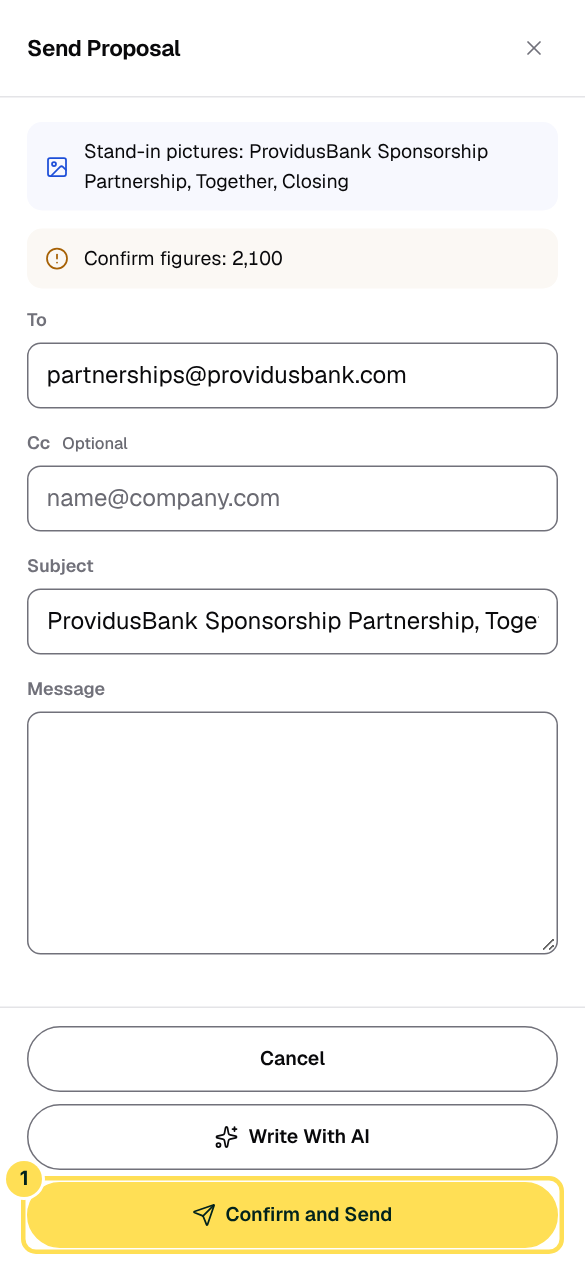 Send Proposal
Stand-in pictures: ProvidusBank Sponsorship
Partnership, Together, Closing
Confirm figures: 2,100
To
partnerships@providusbank.com
Cc Optional
name@company.com
Subject
ProvidusBank Sponsorship Partnership, Toge
Message
Cancel
Write With AI
1
Confirm and Send